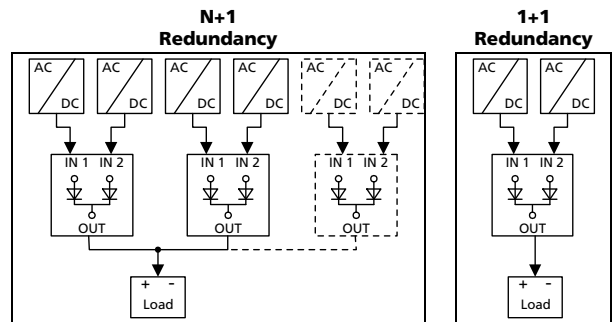 N+1
Redundancy
1+1
Redundancy
AC
DC
AC
DC
AC
DC
AC
DC
AC
DC
AC
DC
AC
DC
AC
DC
IN 1 IN 2
IN 1 IN 2
IN 1 IN 2
IN 1 IN 2
OUT
OUT
OUT
OUT
+ -
Load
+ -
Load